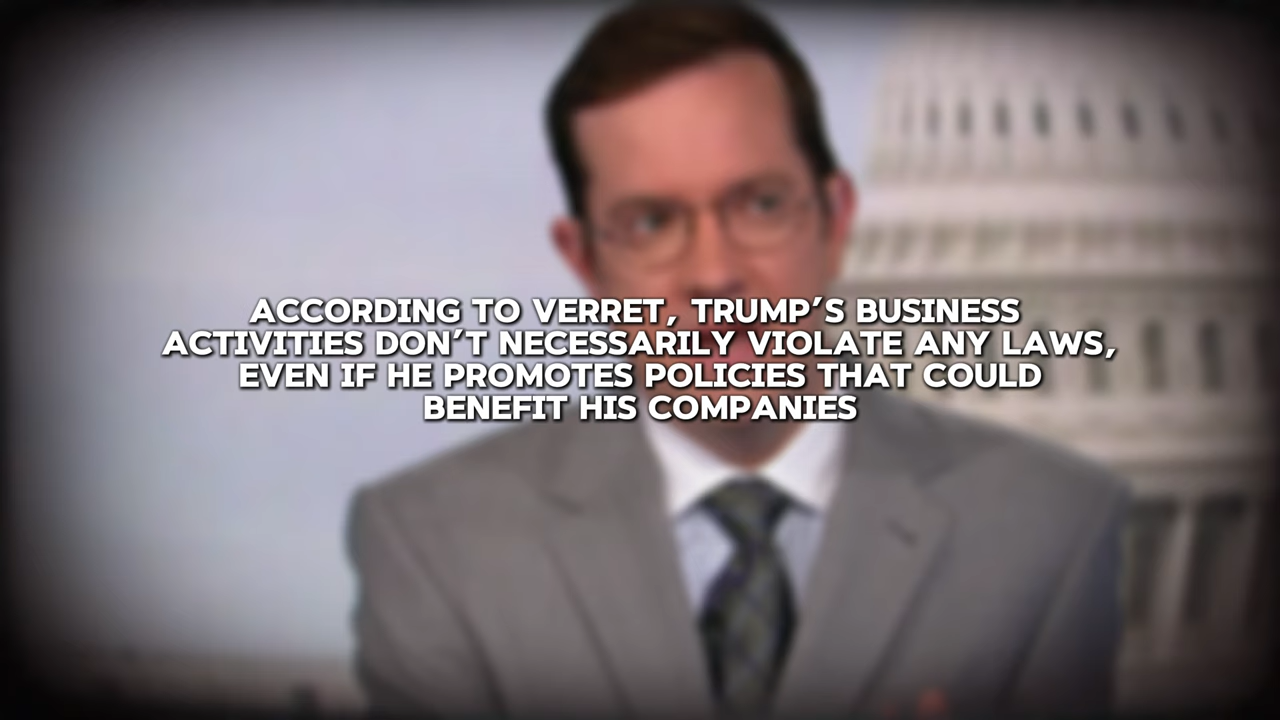 ACCORDING TO VERRET, TRUMP'S BUSINESS
ACTIVITIES DON'T NECESSARILY VIOLATE ANY LAWS,
EVEN IF HE PROMOTES POLICIES THAT COULD
BENEFIT HIS COMPANIES